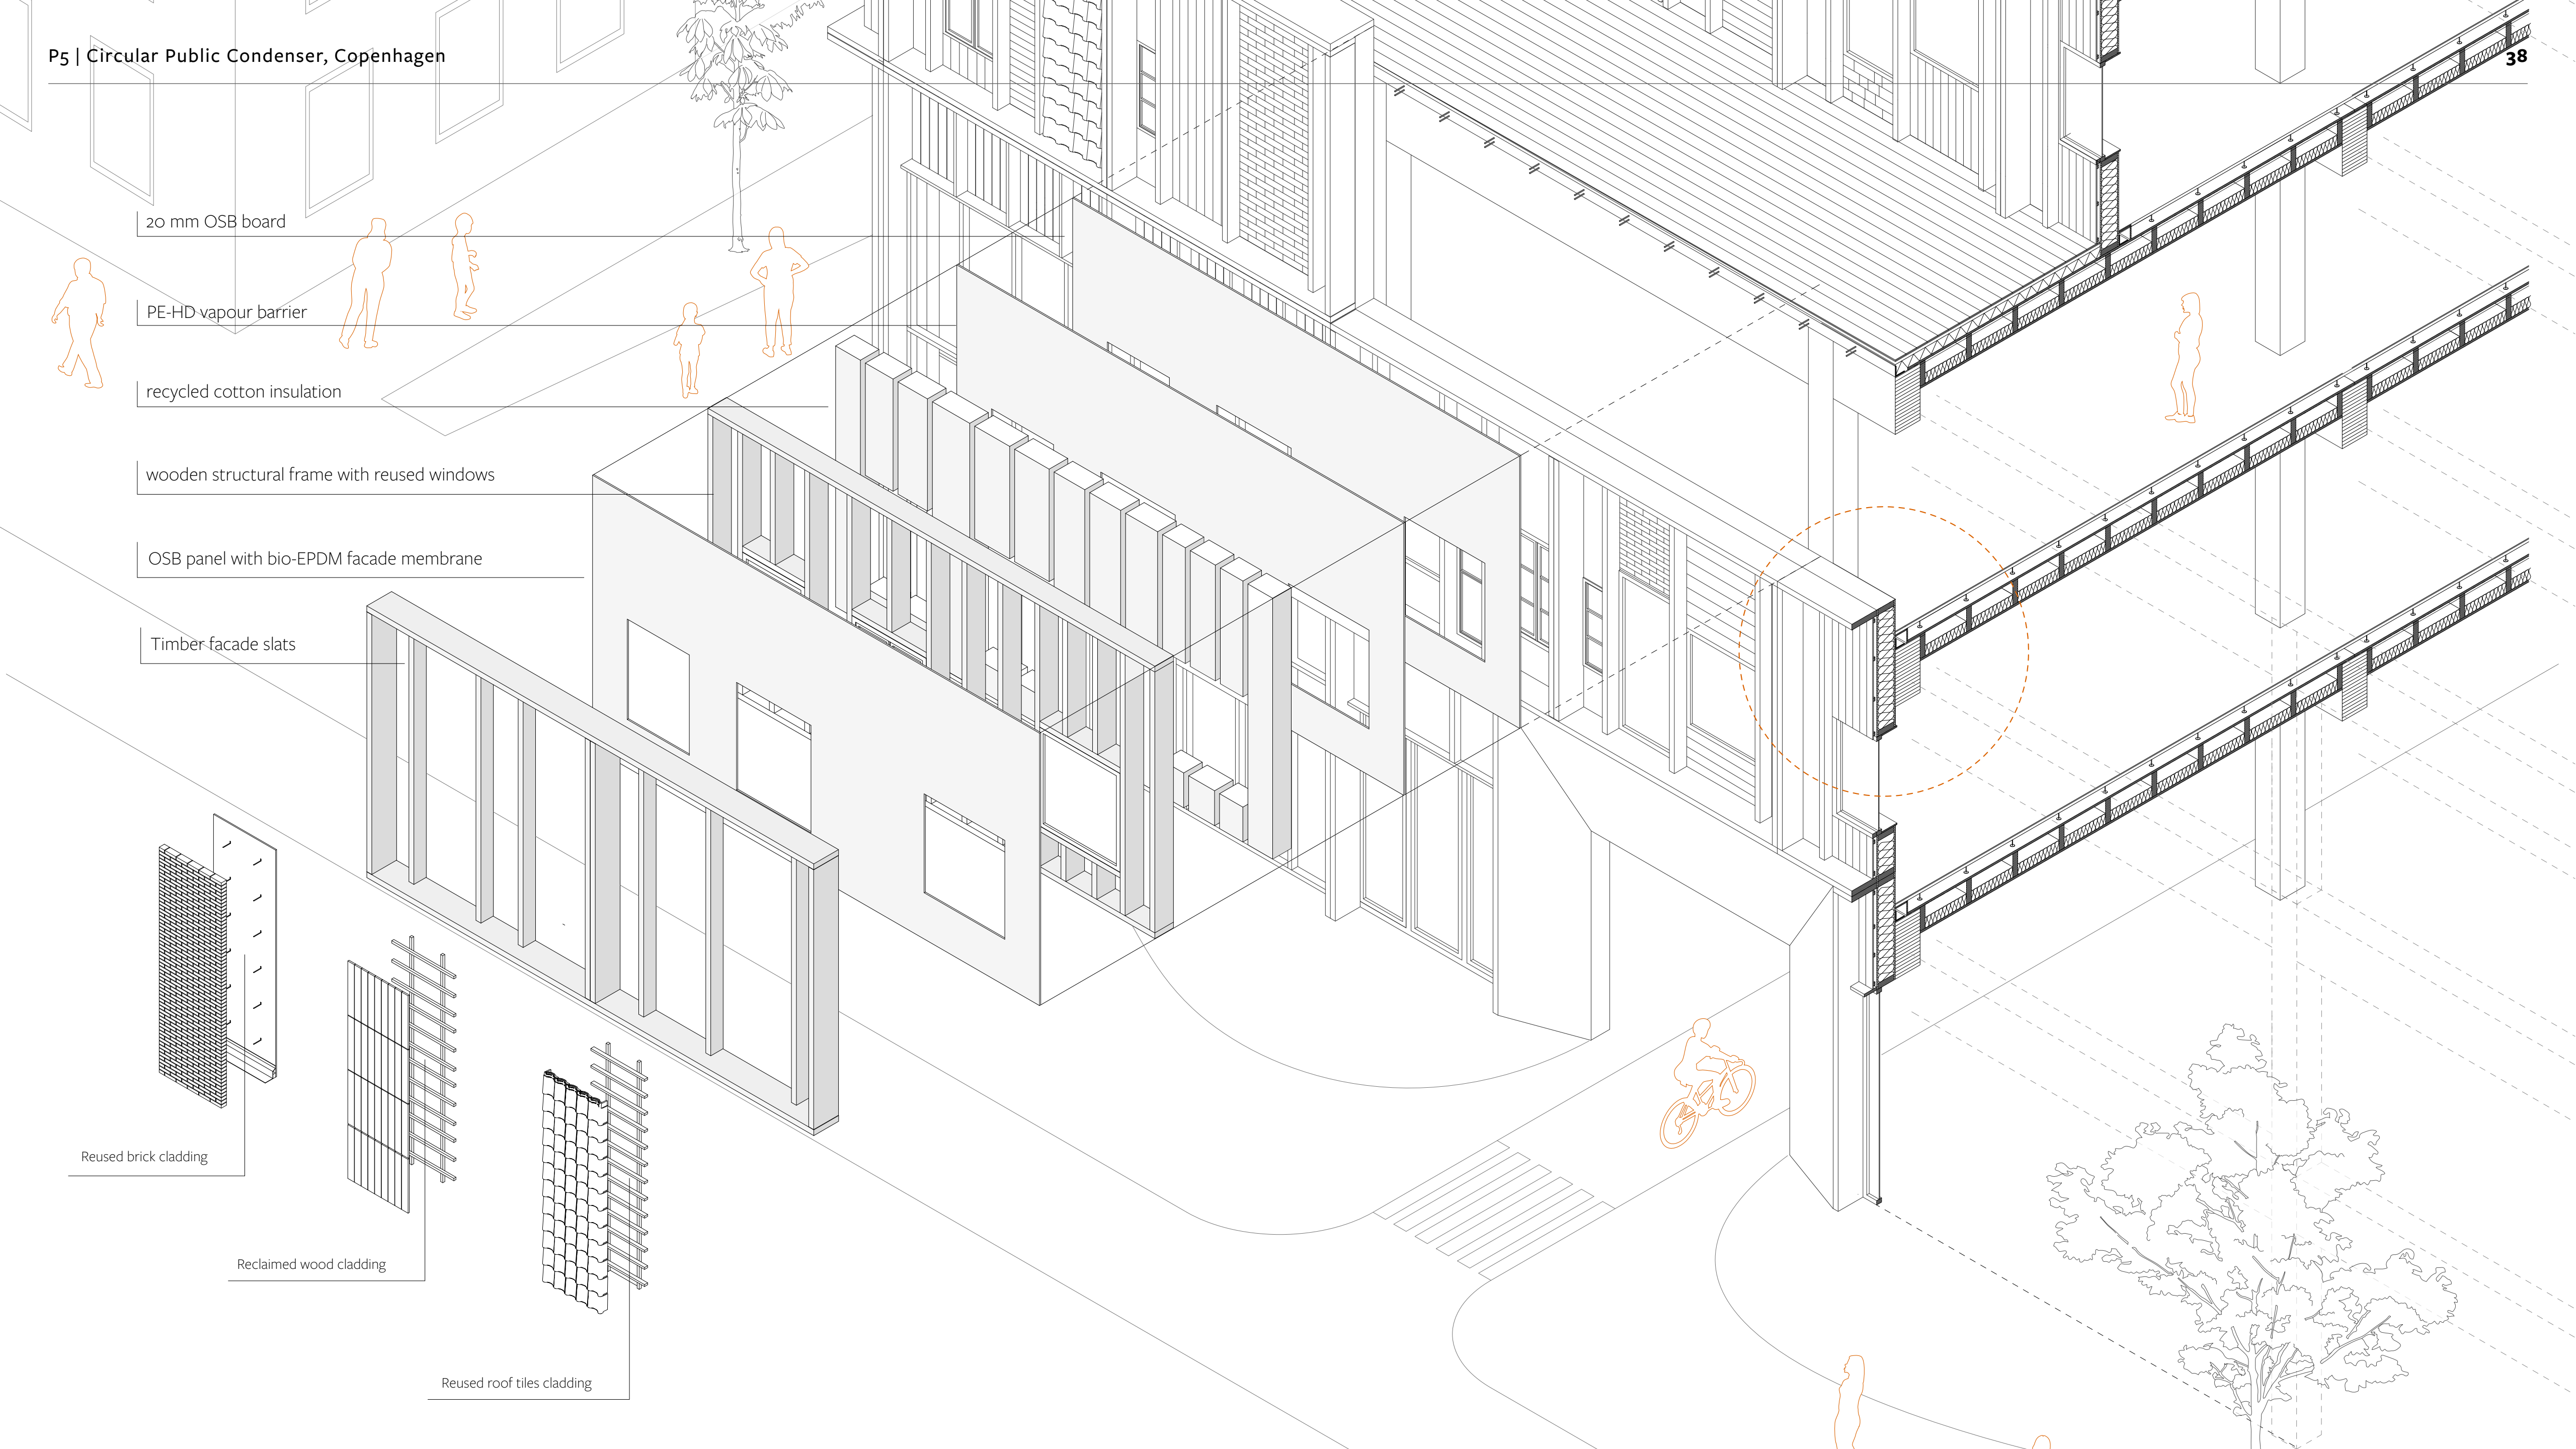 P5 | Circular Public Condenser, Copenhagen
38
20 mm OSB board
PE-HD vapour barrier
recycled cotton insulation
wooden structural frame with reused windows
OSB panel with bio-EPDM facade membrane
Timber facade slats
Reused brick cladding
Reclaimed wood cladding
Reused roof tiles cladding